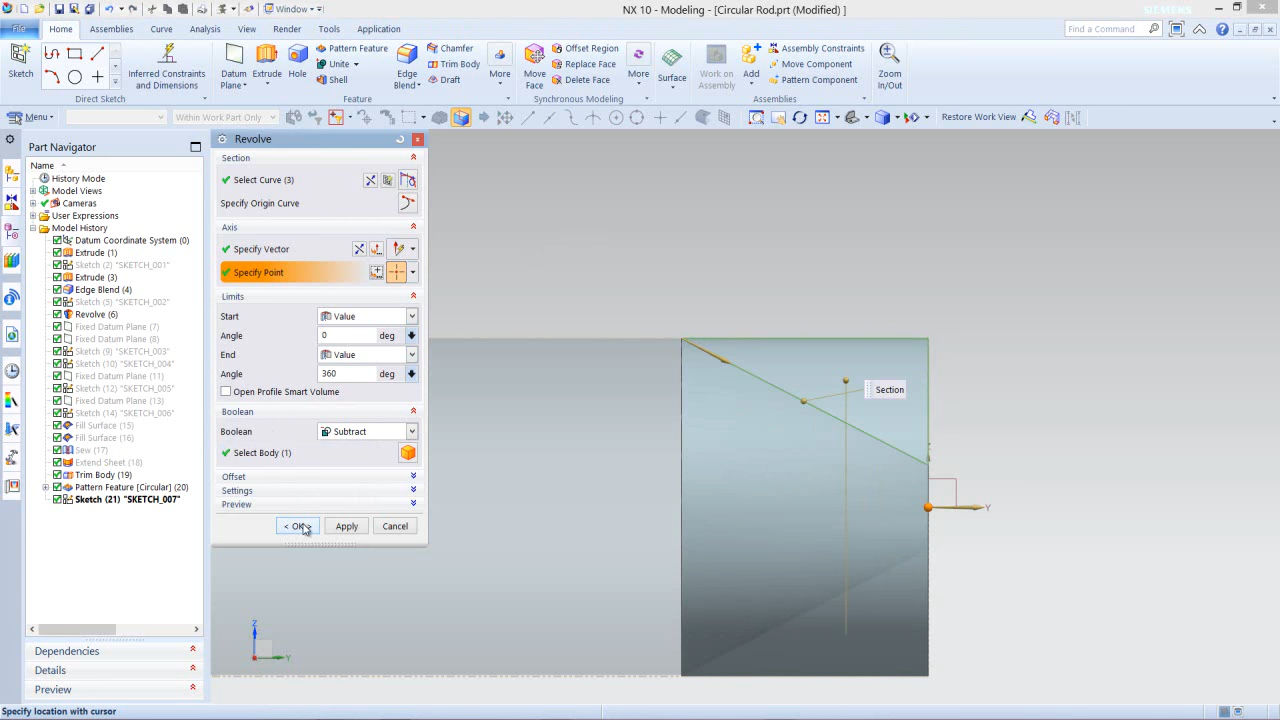 NX 10 - Modeling - [Circular Rod.prt (Modified) ]
SIEMENS
Window
File Home Assemblies Curve Analysis View Render Tools Application
Find a Command
Sketch
Direct Sketch
Inferred Constraints and Dimensions
Datum Plane
Extrude
Hole
Pattern Feature
Unite
Shell
Edge Blend
Chamfer
Trim Body
Draft
More
Feature
Move Face
Offset Region
Replace Face
Delete Face
More
Synchronous Modeling
Surface
Work on Assembly
Add
Assembly Constraints
Move Component
Pattern Component
Assemblies
Zoom In/Out
Menu
Within Work Part Only
Restore Work View
Part Navigator
Name
History Mode
Model Views
Cameras
User Expressions
Model History
Datum Coordinate System (0)
Extrude (1)
Sketch (2) "SKETCH_001"
Extrude (3)
Edge Blend (4)
Sketch (5) "SKETCH_002"
Revolve (6)
Fixed Datum Plane (7)
Fixed Datum Plane (8)
Sketch (9) "SKETCH_003"
Sketch (10) "SKETCH_004"
Fixed Datum Plane (11)
Sketch (12) "SKETCH_005"
Fixed Datum Plane (13)
Sketch (14) "SKETCH_006"
Fill Surface (15)
Fill Surface (16)
Sew (17)
Extend Sheet (18)
Trim Body (19)
Pattern Feature [Circular] (20)
Sketch (21) "SKETCH_007"
Dependencies
Details
Preview
Revolve
Section
Select Curve (3)
Specify Origin Curve
Axis
Specify Vector
Specify Point
Limits
Start Value
Angle 0 deg
End Value
Angle 360 deg
Open Profile Smart Volume
Boolean
Boolean Subtract
Select Body (1)
Offset
Settings
Preview
< OK > Apply Cancel
Section
Y
Z
Y
Specify location with cursor